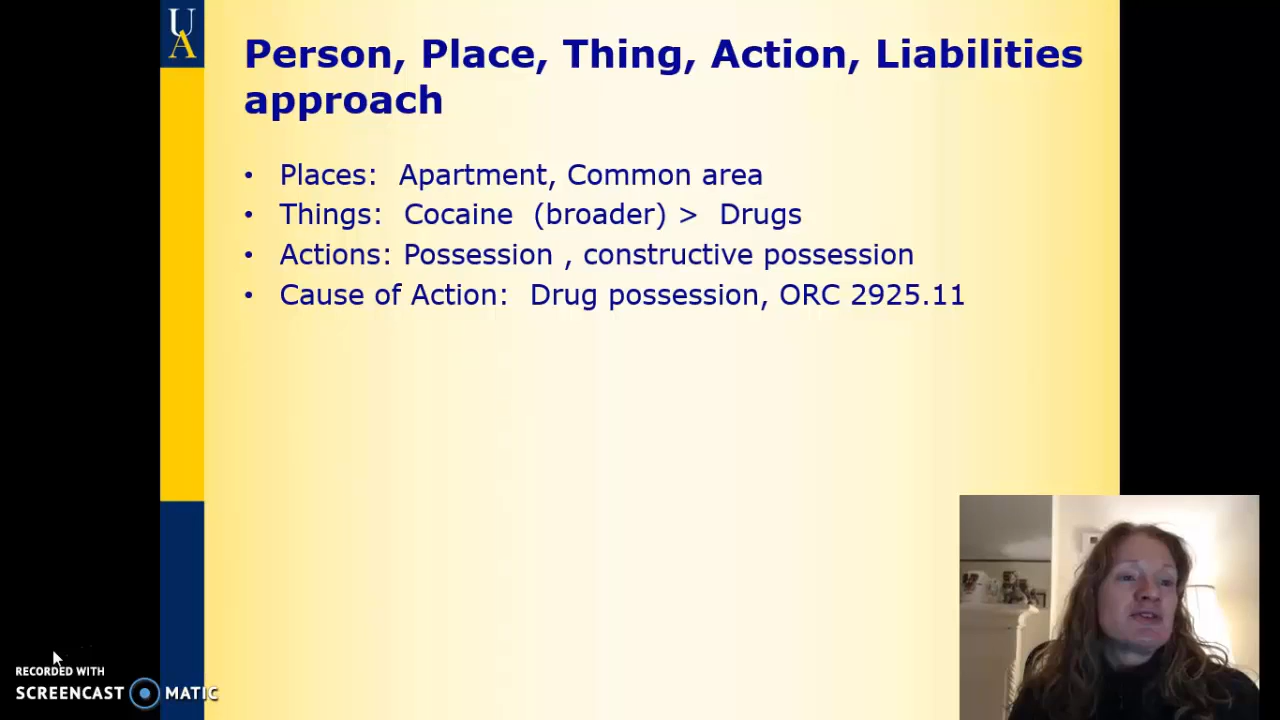 U
A
Person, Place, Thing, Action, Liabilities
approach
• Places: Apartment, Common area
• Things: Cocaine (broader) > Drugs
• Actions: Possession , constructive possession
• Cause of Action: Drug possession, ORC 2925.11
RECORDED WITH
SCREENCAST MATIC